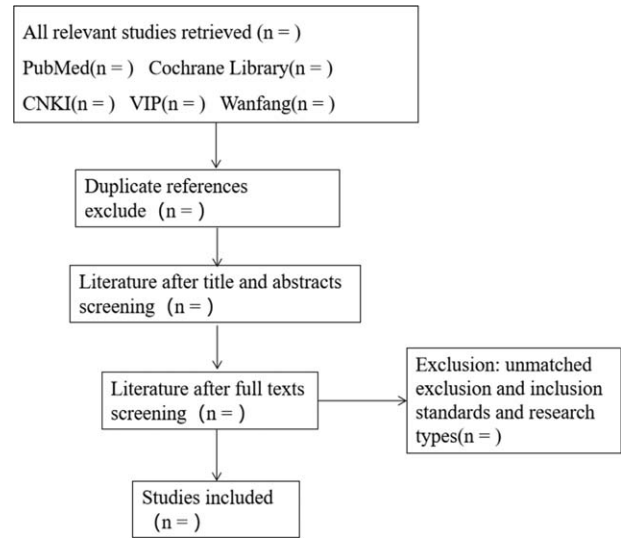 All relevant studies retrieved (n = )
PubMed(n = ) Cochrane Library(n = )
CNKI(n = ) VIP(n = ) Wanfang(n = )
Duplicate references
exclude (n = )
Literature after title and abstracts
screening (n = )
Literature after full texts
screening (n = )
Exclusion: unmatched
exclusion and inclusion
standards and research
types(n = )
Studies included
(n = )